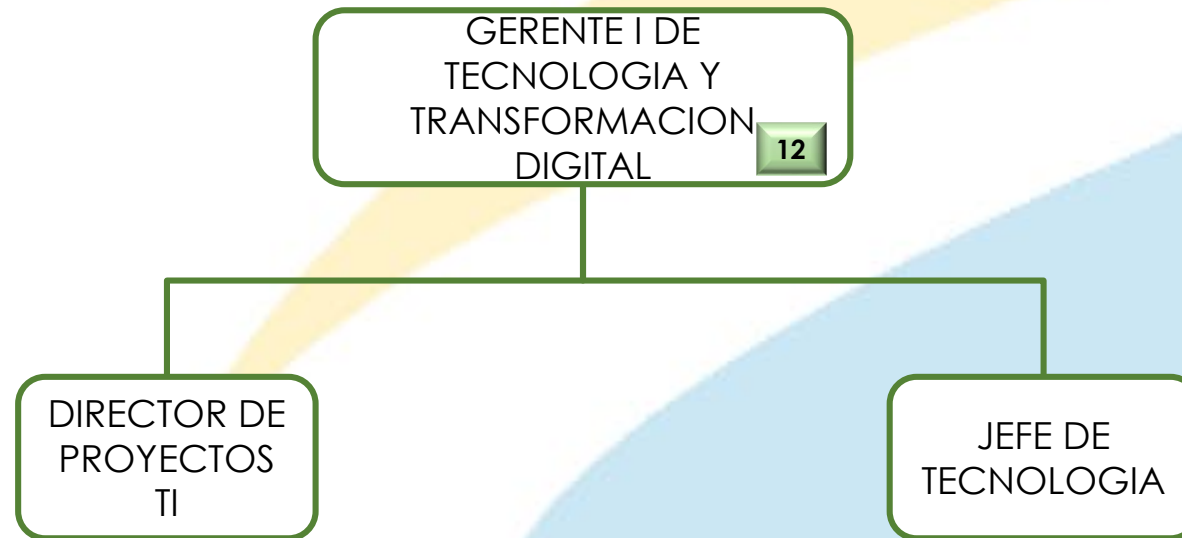 GERENTE I DE
TECNOLOGIA Y
TRANSFORMACION
DIGITAL
12
DIRECTOR DE
PROYECTOS
TI
JEFE DE
TECNOLOGIA